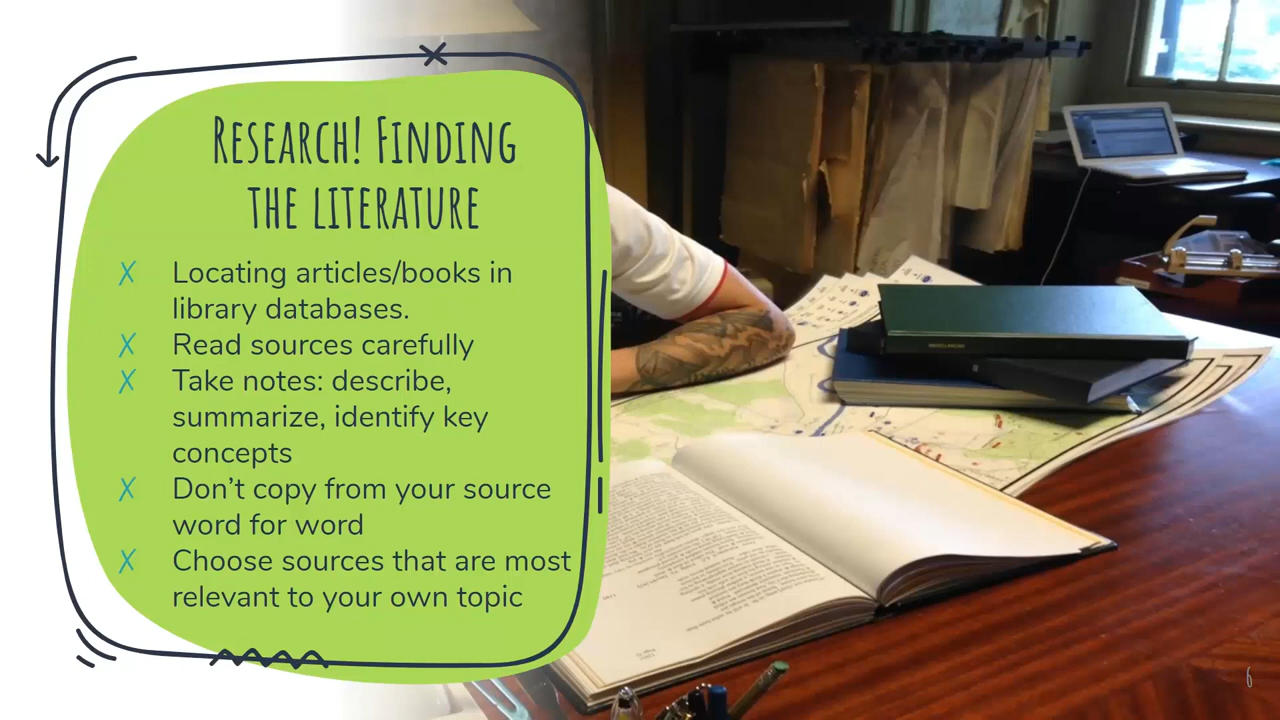 Research! Finding
the literature
Locating articles/books in
library databases.
Read sources carefully
Take notes: describe,
summarize, identify key
concepts
Don’t copy from your source
word for word
Choose sources that are most
relevant to your own topic
6